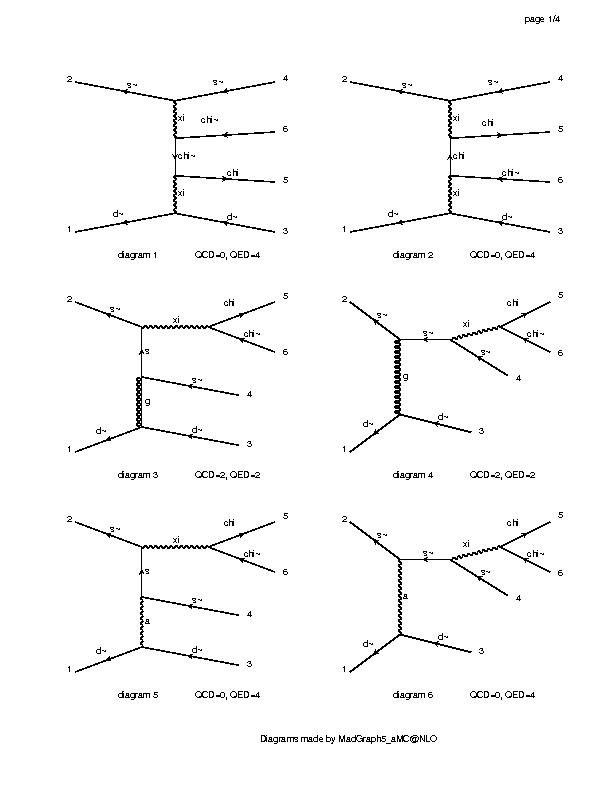 page 1/4
2 s~ s~ 4
xi chi~ 6
chi~
chi 5
xi
1 d~ d~ 3
diagram 1 QCD=0, QED=4
2 s~ s~ 4
xi chi 5
chi
chi~ 6
xi
1 d~ d~ 3
diagram 2 QCD=0, QED=4
2 s~ xi chi 5
chi~ 6
s
s~ 4
g
1 d~ d~ 3
diagram 3 QCD=2, QED=2
2 s~ s~ xi chi 5
chi~ 6
s~ 4
g
1 d~ d~ 3
diagram 4 QCD=2, QED=2
2 s~ xi chi 5
chi~ 6
s
s~ 4
a
1 d~ d~ 3
diagram 5 QCD=0, QED=4
2 s~ s~ xi chi 5
chi~ 6
s~ 4
a
1 d~ d~ 3
diagram 6 QCD=0, QED=4
Diagrams made by MadGraph5_aMC@NLO